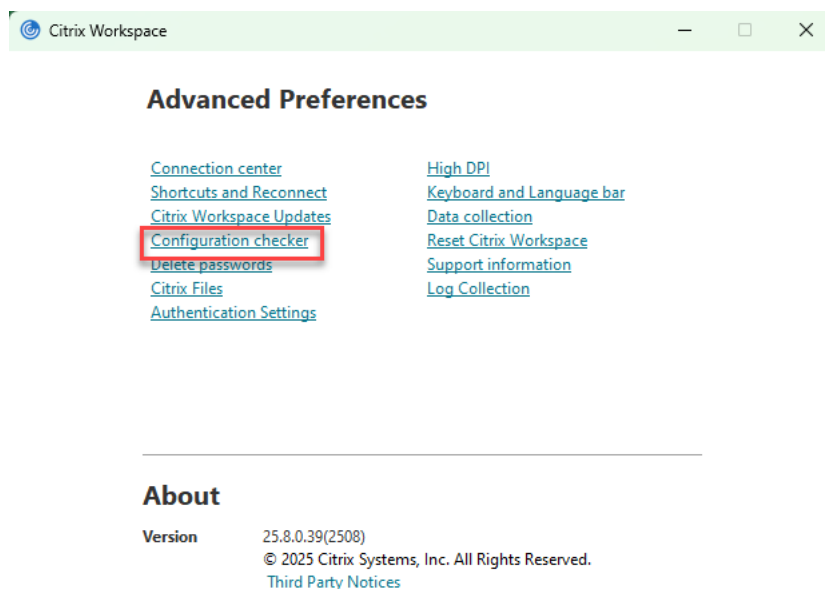 Citrix Workspace
Advanced Preferences
Connection center
Shortcuts and Reconnect
Citrix Workspace Updates
Configuration checker
Delete passwords
Citrix Files
Authentication Settings
High DPI
Keyboard and Language bar
Data collection
Reset Citrix Workspace
Support information
Log Collection
About
Version 25.8.0.39(2508)
© 2025 Citrix Systems, Inc. All Rights Reserved.
Third Party Notices